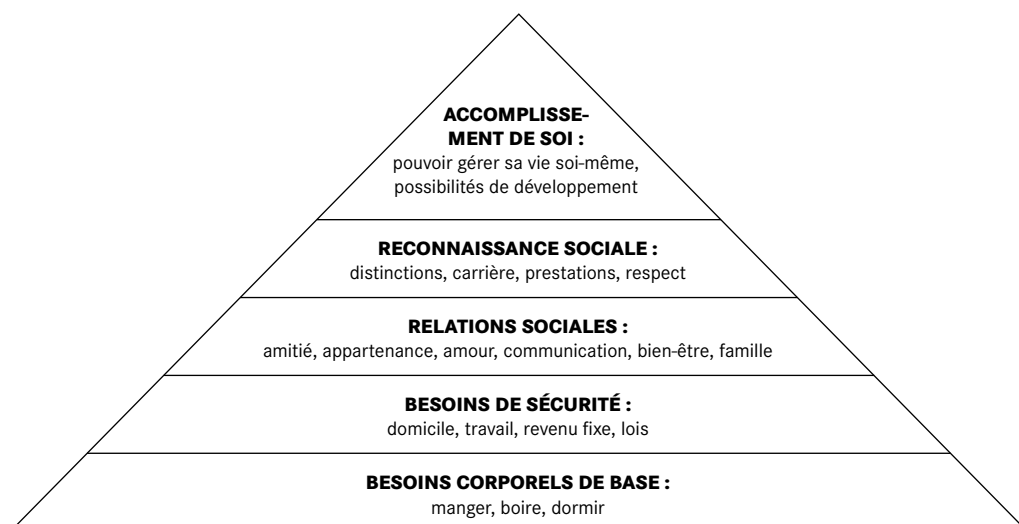 ACCOMPLISSE-
MENT DE SOI :
pouvoir gérer sa vie soi-même,
possibilités de développement
RECONNAISSANCE SOCIALE :
distinctions, carrière, prestations, respect
RELATIONS SOCIALES :
amitié, appartenance, amour, communication, bien-être, famille
BESOINS DE SÉCURITÉ :
domicile, travail, revenu fixe, lois
BESOINS CORPORELS DE BASE :
manger, boire, dormir